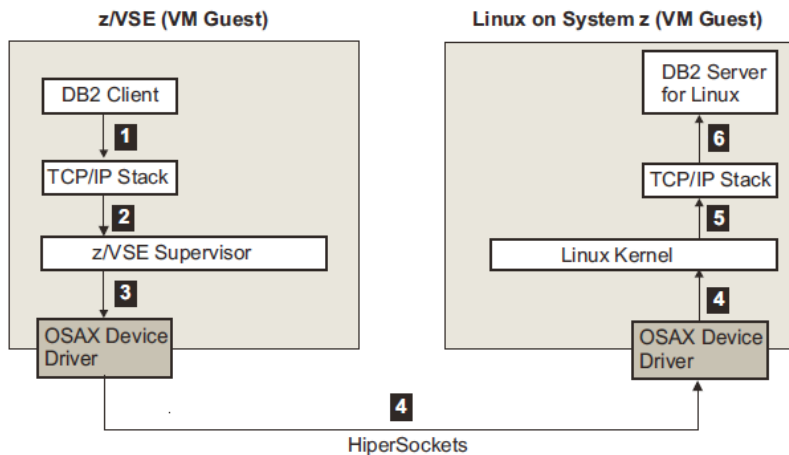 z/VSE (VM Guest)
DB2 Client
1
TCP/IP Stack
2
z/VSE Supervisor
3
OSAX Device
Driver
4
HiperSockets
Linux on System z (VM Guest)
DB2 Server
for Linux
6
TCP/IP Stack
5
Linux Kernel
4
OSAX Device
Driver